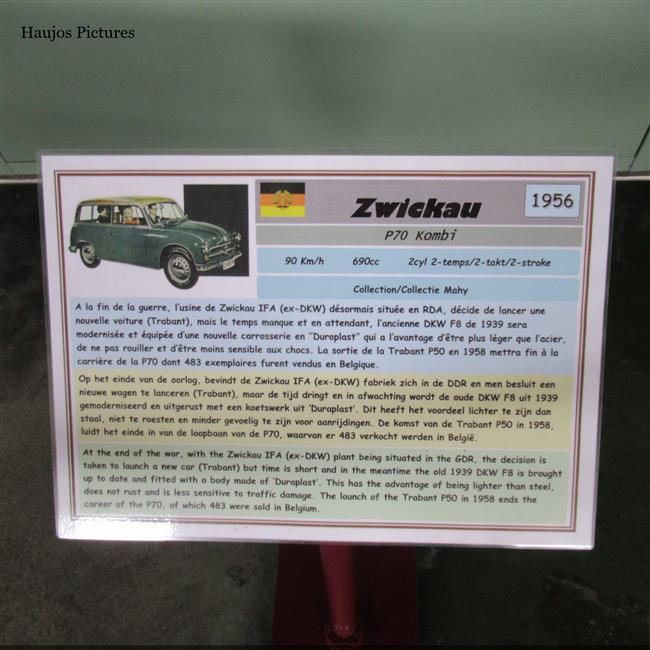 Haujos Pictures
Zwickau
1956
P70 Kombi
90 Km/h 690cc 2cyl 2-temps/2-takt/2-stroke
Collection/Collectie Mahy
A la fin de la guerre, l'usine de Zwickau IFA (ex-DKW) désormais située en RDA, décide de lancer une
nouvelle voiture (Trabant), mais le temps manque et en attendant, l'ancienne DKW F8 de 1939 sera
modernisée et équipée d'une nouvelle carrosserie en "Duroplast" qui a l'avantage d'être plus léger que l'acier,
de ne pas rouiller et d'être moins sensible aux chocs. La sortie de la Trabant P50 en 1958 mettra fin à la
carrière de la P70 dont 483 exemplaires furent vendus en Belgique.
Op het einde van de oorlog, bevindt de Zwickau IFA (ex-DKW) fabriek zich in de DDR en men besluit een
nieuwe wagen te lanceren (Trabant), maar de tijd dringt en in afwachting wordt de oude DKW F8 uit 1939
gemoderniseerd en uitgerust met een koetswerk uit 'Duraplast'. Dit heeft het voordeel lichter te zijn dan
staal, niet te roesten en minder gevoelig te zijn voor aanrijdingen. De komst van de Trabant P50 in 1958,
luidt het einde in van de loopbaan van de P70, waarvan er 483 verkocht werden in België.
At the end of the war, with the Zwickau IFA (ex-DKW) plant being situated in the GDR, the decision is
taken to launch a new car (Trabant) but time is short and in the meantime the old 1939 DKW F8 is brought
up to date and fitted with a body made of 'Duraplast'. This has the advantage of being lighter than steel,
does not rust and is less sensitive to traffic damage. The launch of the Trabant P50 in 1958 ends the
career of the P70, of which 483 were sold in Belgium.